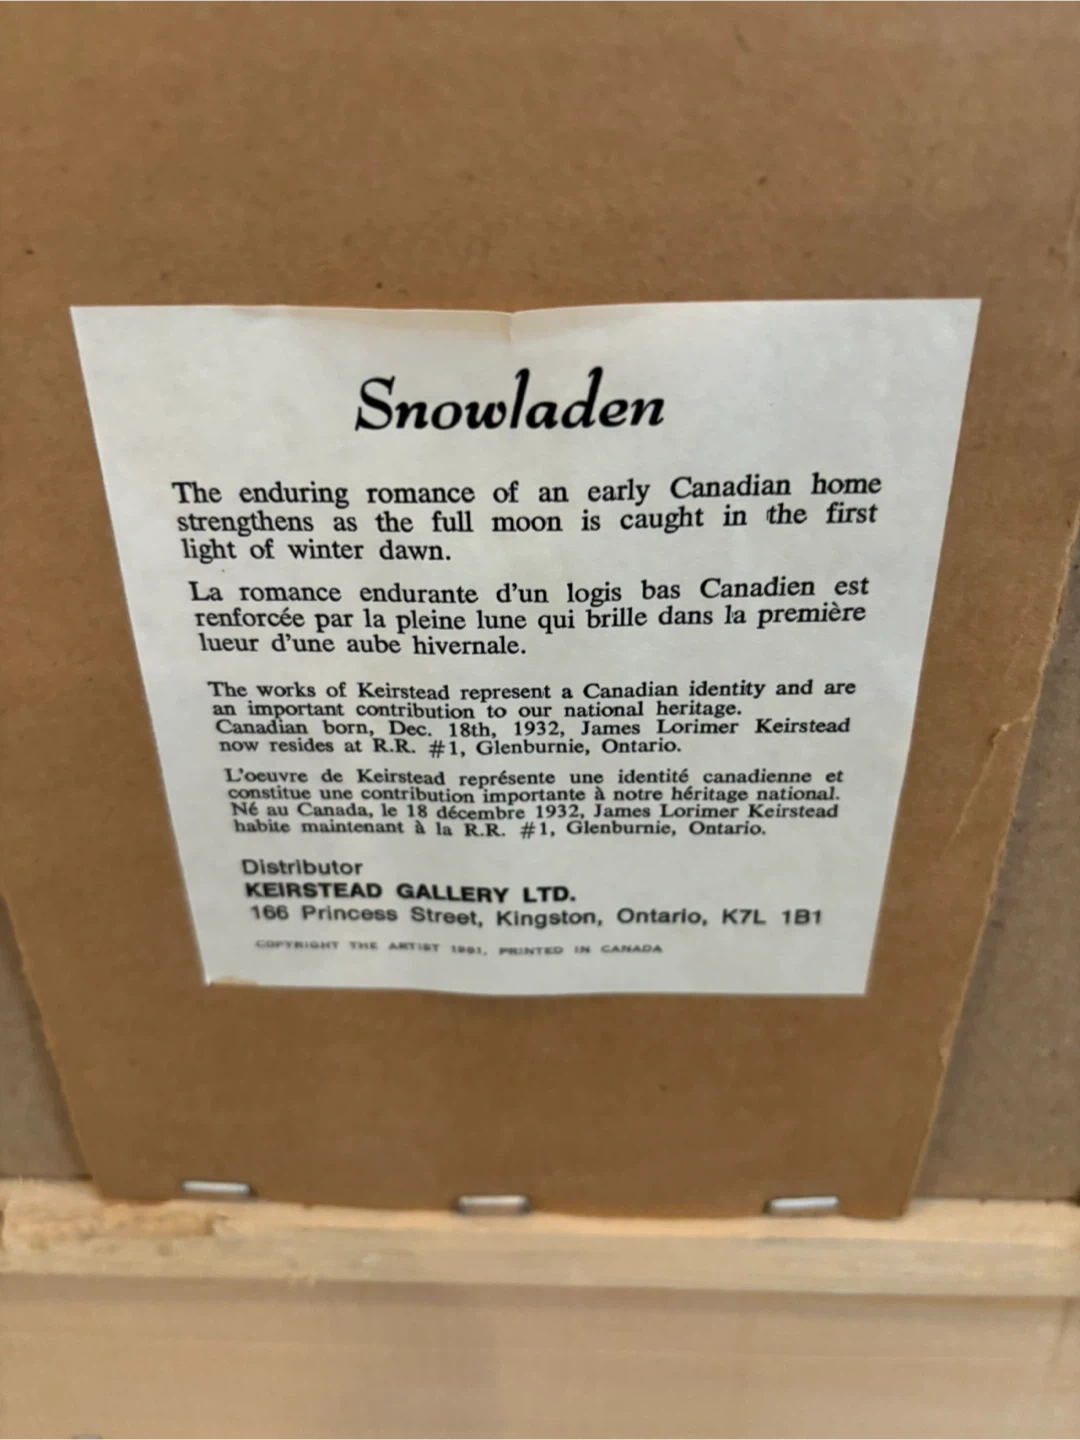 Snowladen
The enduring romance of an early Canadian home
strengthens as the full moon is caught in the first
light of winter dawn.
La romance endurante d'un logis bas Canadien est
renforcée par la pleine lune qui brille dans la première
lueur d'une aube hivernale.
The works of Keirstead represent a Canadian identity and are
an important contribution to our national heritage.
Canadian born, Dec. 18th, 1932, James Lorimer Keirstead
now resides at R.R. #1, Glenburnie, Ontario.
L'oeuvre de Keirstead représente une identité canadienne et
constitue une contribution importante à notre héritage national.
Né au Canada, le 18 décembre 1932, James Lorimer Keirstead
habite maintenant à la R.R. #1, Glenburnie, Ontario.
Distributor
KEIRSTEAD GALLERY LTD.
166 Princess Street, Kingston, Ontario, K7L 1B1
COPYRIGHT THE ARTIST 1981, PRINTED IN CANADA